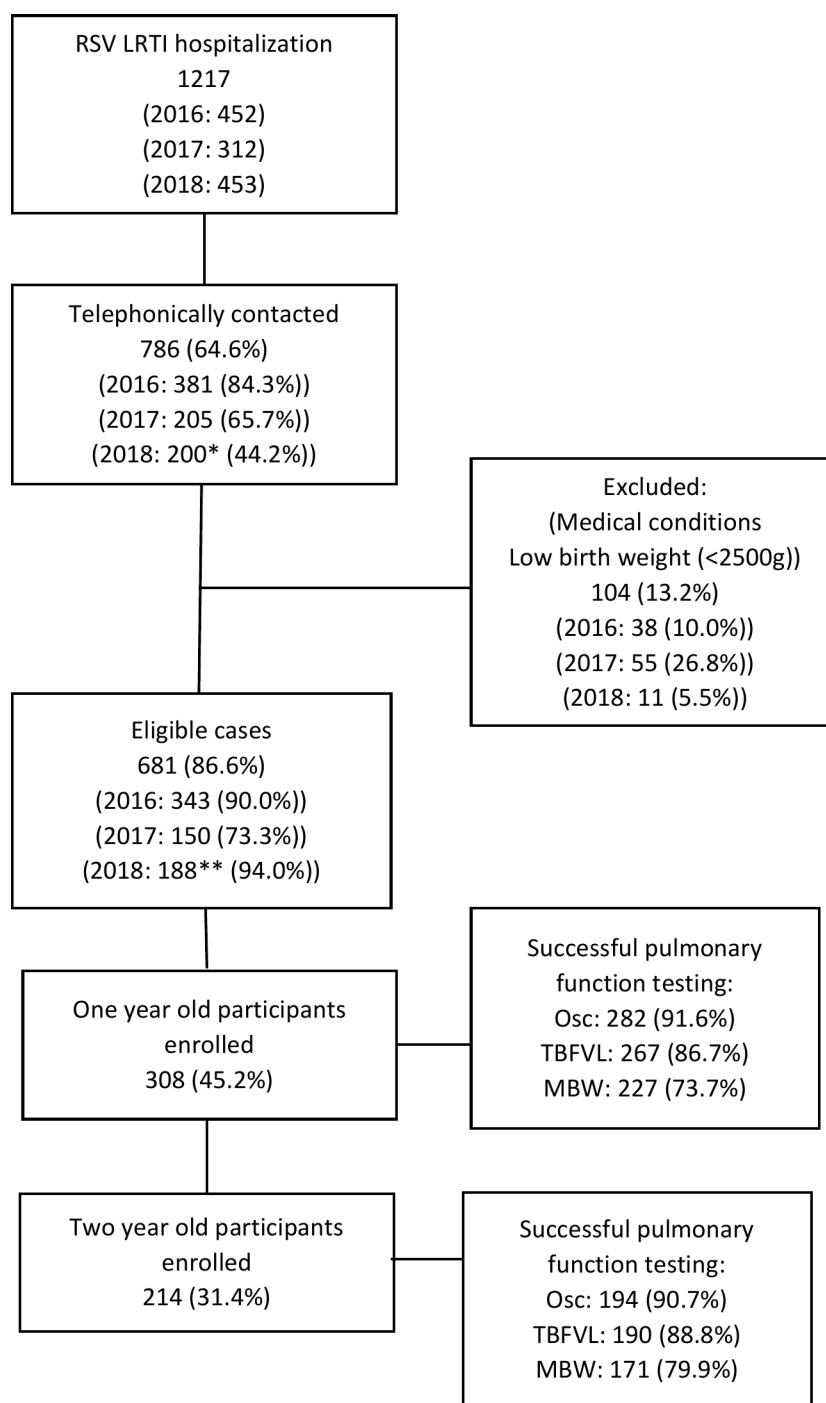 RSV LRTI hospitalization
1217
(2016: 452)
(2017: 312)
(2018: 453)
Telephonically contacted
786 (64.6%)
(2016: 381 (84.3%))
(2017: 205 (65.7%))
(2018: 200* (44.2%))
Excluded:
(Medical conditions
Low birth weight (<2500g))
104 (13.2%)
(2016: 38 (10.0%))
(2017: 55 (26.8%))
(2018: 11 (5.5%))
Eligible cases
681 (86.6%)
(2016: 343 (90.0%))
(2017: 150 (73.3%))
(2018: 188** (94.0%))
One year old participants
enrolled
308 (45.2%)
Successful pulmonary
function testing:
Osc: 282 (91.6%)
TBFVL: 267 (86.7%)
MBW: 227 (73.7%)
Two year old participants
enrolled
214 (31.4%)
Successful pulmonary
function testing:
Osc: 194 (90.7%)
TBFVL: 190 (88.8%)
MBW: 171 (79.9%)